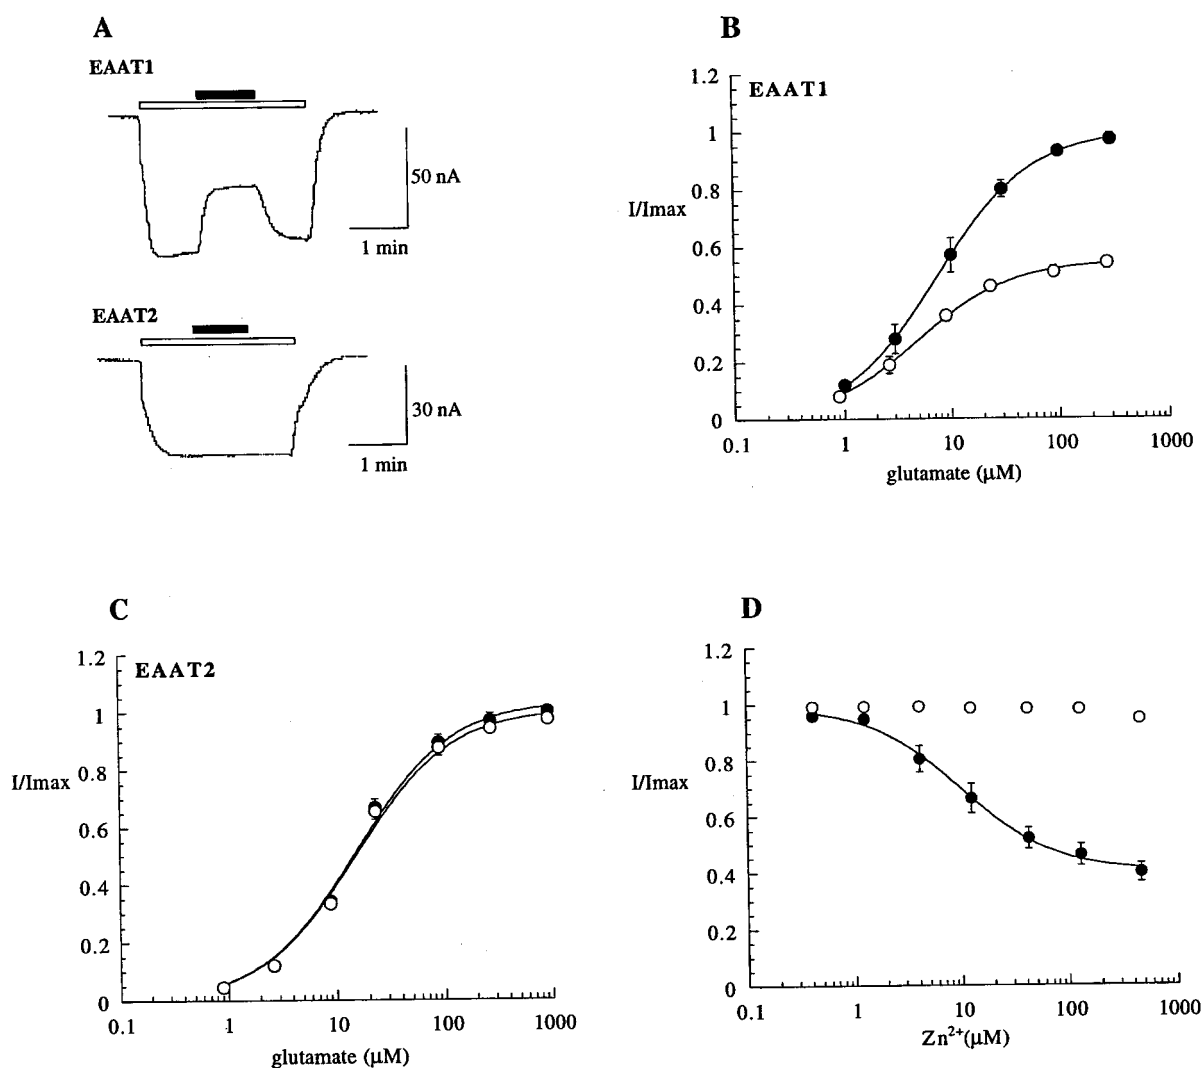 A
EAAT1
50 nA
1 min
EAAT2
30 nA
1 min
B
EAAT1
1.2
1
0.8
0.6
0.4
0.2
0
I/Imax
0.1 1 10 100 1000
glutamate (μM)
C
EAAT2
1.2
1
0.8
0.6
0.4
0.2
0
I/Imax
0.1 1 10 100 1000
glutamate (μM)
D
1.2
1
0.8
0.6
0.4
0.2
0
I/Imax
0.1 1 10 100 1000
Zn²⁺(μM)